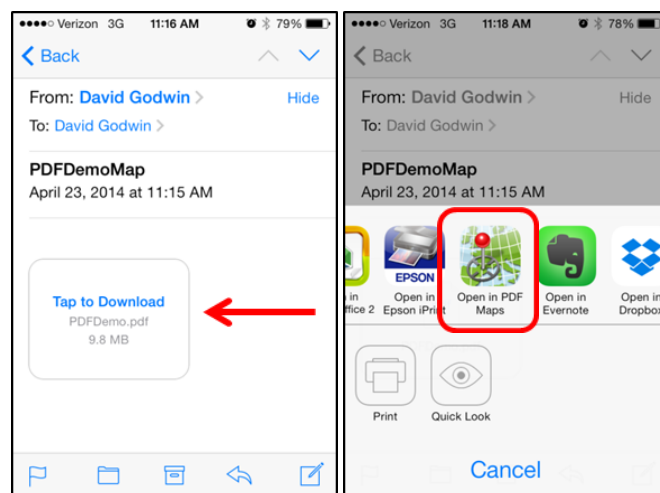 Verizon 3G 11:16 AM 79%
Back
From: David Godwin
Hide
To: David Godwin
PDFDemoMap
April 23, 2014 at 11:15 AM
Tap to Download
PDFDemo.pdf
9.8 MB
Verizon 3G 11:18 AM 78%
Back
From: David Godwin
Hide
To: David Godwin
PDFDemoMap
April 23, 2014 at 11:15 AM
EPSON
in
ffice 2
Open in
Epson iPrint
Open in PDF
Maps
Open in
Evernote
Open in
Dropbox
Print
Quick Look
Cancel